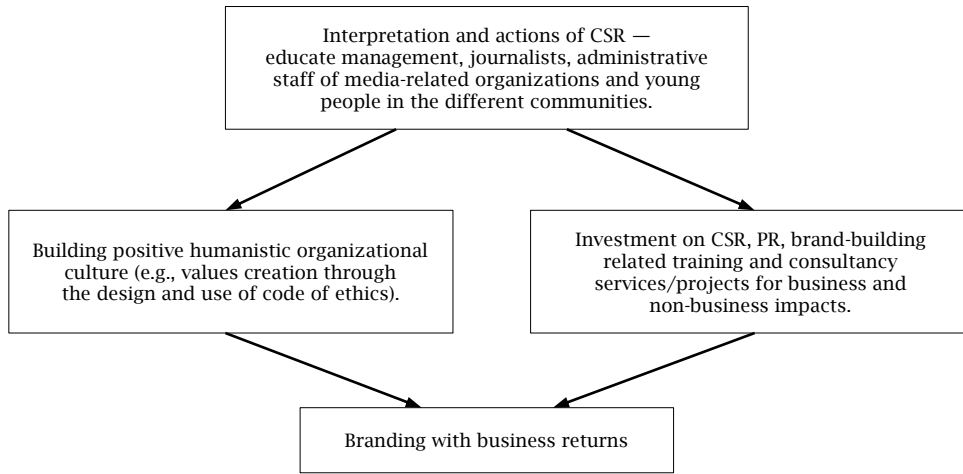 Interpretation and actions of CSR —
educate management, journalists, administrative
staff of media-related organizations and young
people in the different communities.
Building positive humanistic organizational
culture (e.g., values creation through
the design and use of code of ethics).
Investment on CSR, PR, brand-building
related training and consultancy
services/projects for business and
non-business impacts.
Branding with business returns